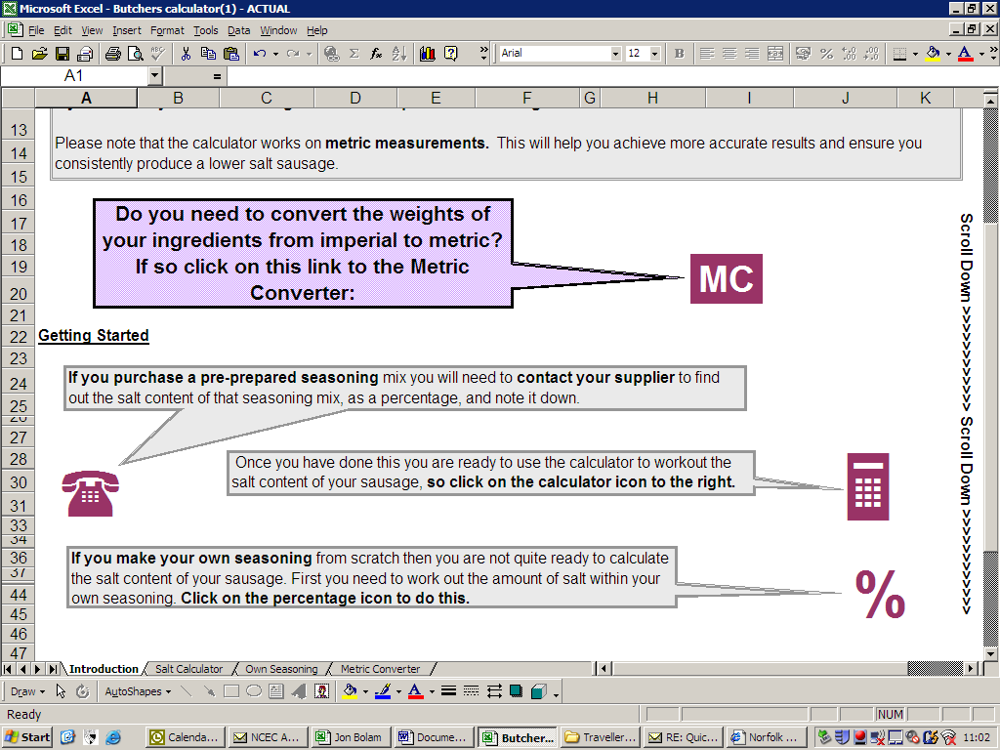 Microsoft Excel - Butchers calculator(1) - ACTUAL
File Edit View Insert Format Tools Data Window Help
Arial 12 B
A1 =
A B C D E F G H I J K
13
14
15
16
17
18
19
20
21
22
23
24
25
26
27
28
30
31
33
34
36
37
44
45
46
47
Please note that the calculator works on metric measurements. This will help you achieve more accurate results and ensure you
consistently produce a lower salt sausage.
Do you need to convert the weights of
your ingredients from imperial to metric?
If so click on this link to the Metric
Converter:
MC
Getting Started
If you purchase a pre-prepared seasoning mix you will need to contact your supplier to find
out the salt content of that seasoning mix, as a percentage, and note it down.
Once you have done this you are ready to use the calculator to workout the
salt content of your sausage, so click on the calculator icon to the right.
If you make your own seasoning from scratch then you are not quite ready to calculate
the salt content of your sausage. First you need to work out the amount of salt within your
own seasoning. Click on the percentage icon to do this.
%
Scroll Down >>>>>>>>>>> Scroll Down >>>>>>>>>>>
Introduction Salt Calculator Own Seasoning Metric Converter
Draw AutoShapes
Ready NUM
Start Calenda... NCEC A... Jon Bolam Docume... Butcher... Traveller... RE: Quic... Norfolk ... 11:02